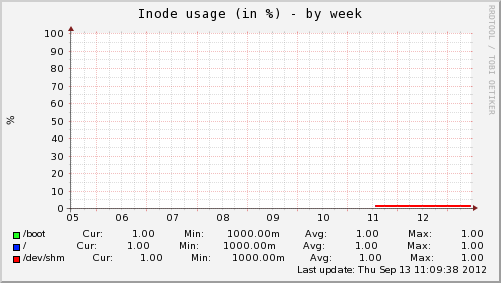 Inode usage (in %) - by week
RRDTOOL / TOBI OETIKER
%
100
90
80
70
60
50
40
30
20
10
0
05 06 07 08 09 10 11 12
/boot Cur: 1.00 Min: 1000.00m Avg: 1.00 Max: 1.00
/ Cur: 1.00 Min: 1000.00m Avg: 1.00 Max: 1.00
/dev/shm Cur: 1.00 Min: 1000.00m Avg: 1.00 Max: 1.00
Last update: Thu Sep 13 11:09:38 2012